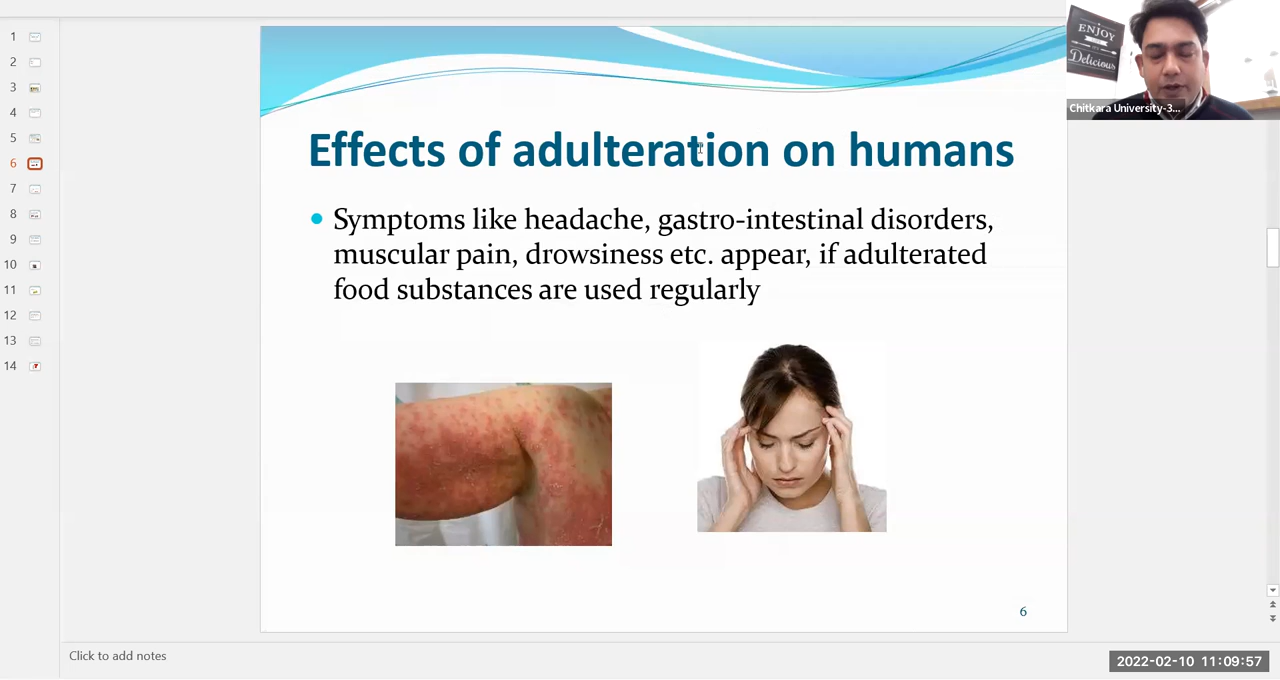 1
2
3
4
5
6
7
8
9
10
11
12
13
14
ENJOY
Delicious
Chitkara University-3...
Effects of adulteration on humans
Symptoms like headache, gastro-intestinal disorders,
muscular pain, drowsiness etc. appear, if adulterated
food substances are used regularly
6
Click to add notes
2022-02-10 11:09:57